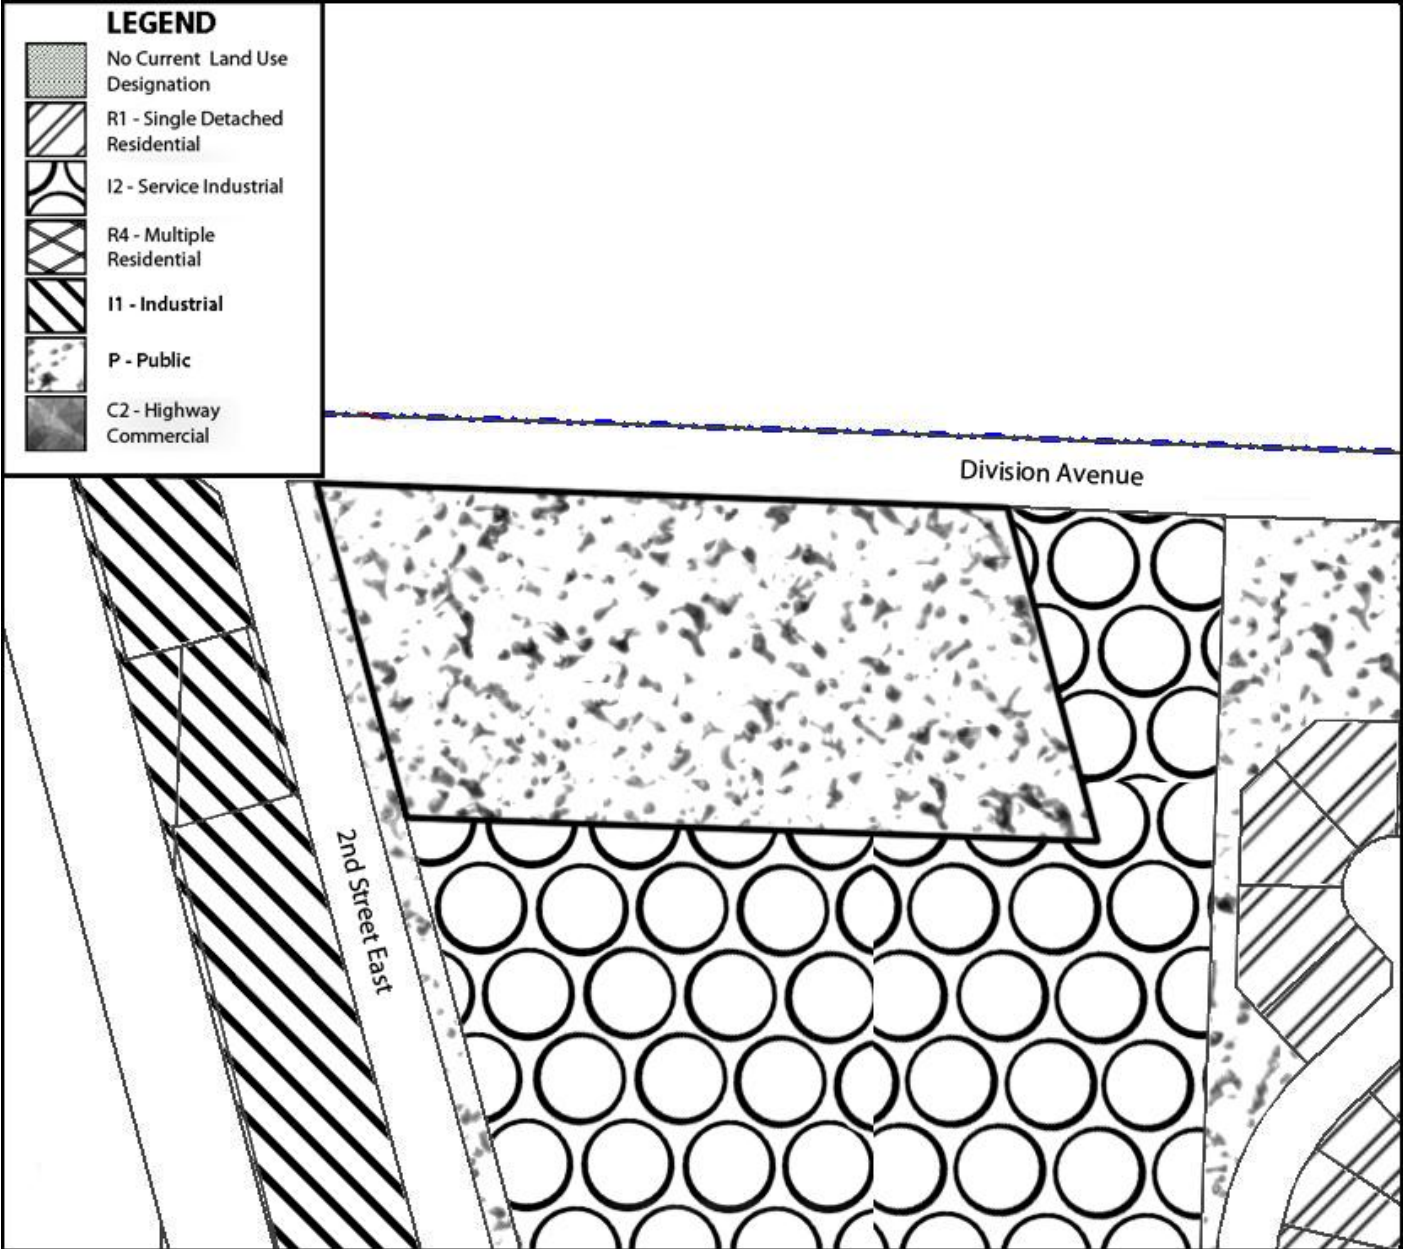 LEGEND
No Current Land Use
Designation
R1 - Single Detached
Residential
I2 - Service Industrial
R4 - Multiple
Residential
I1 - Industrial
P - Public
C2 - Highway
Commercial
Division Avenue
2nd Street East